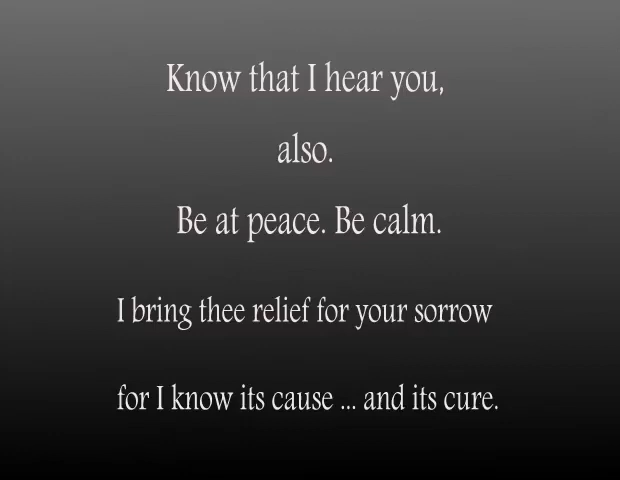 Know that I hear you,
also.
Be at peace. Be calm.
I bring thee relief for your sorrow
for I know its cause ... and its cure.